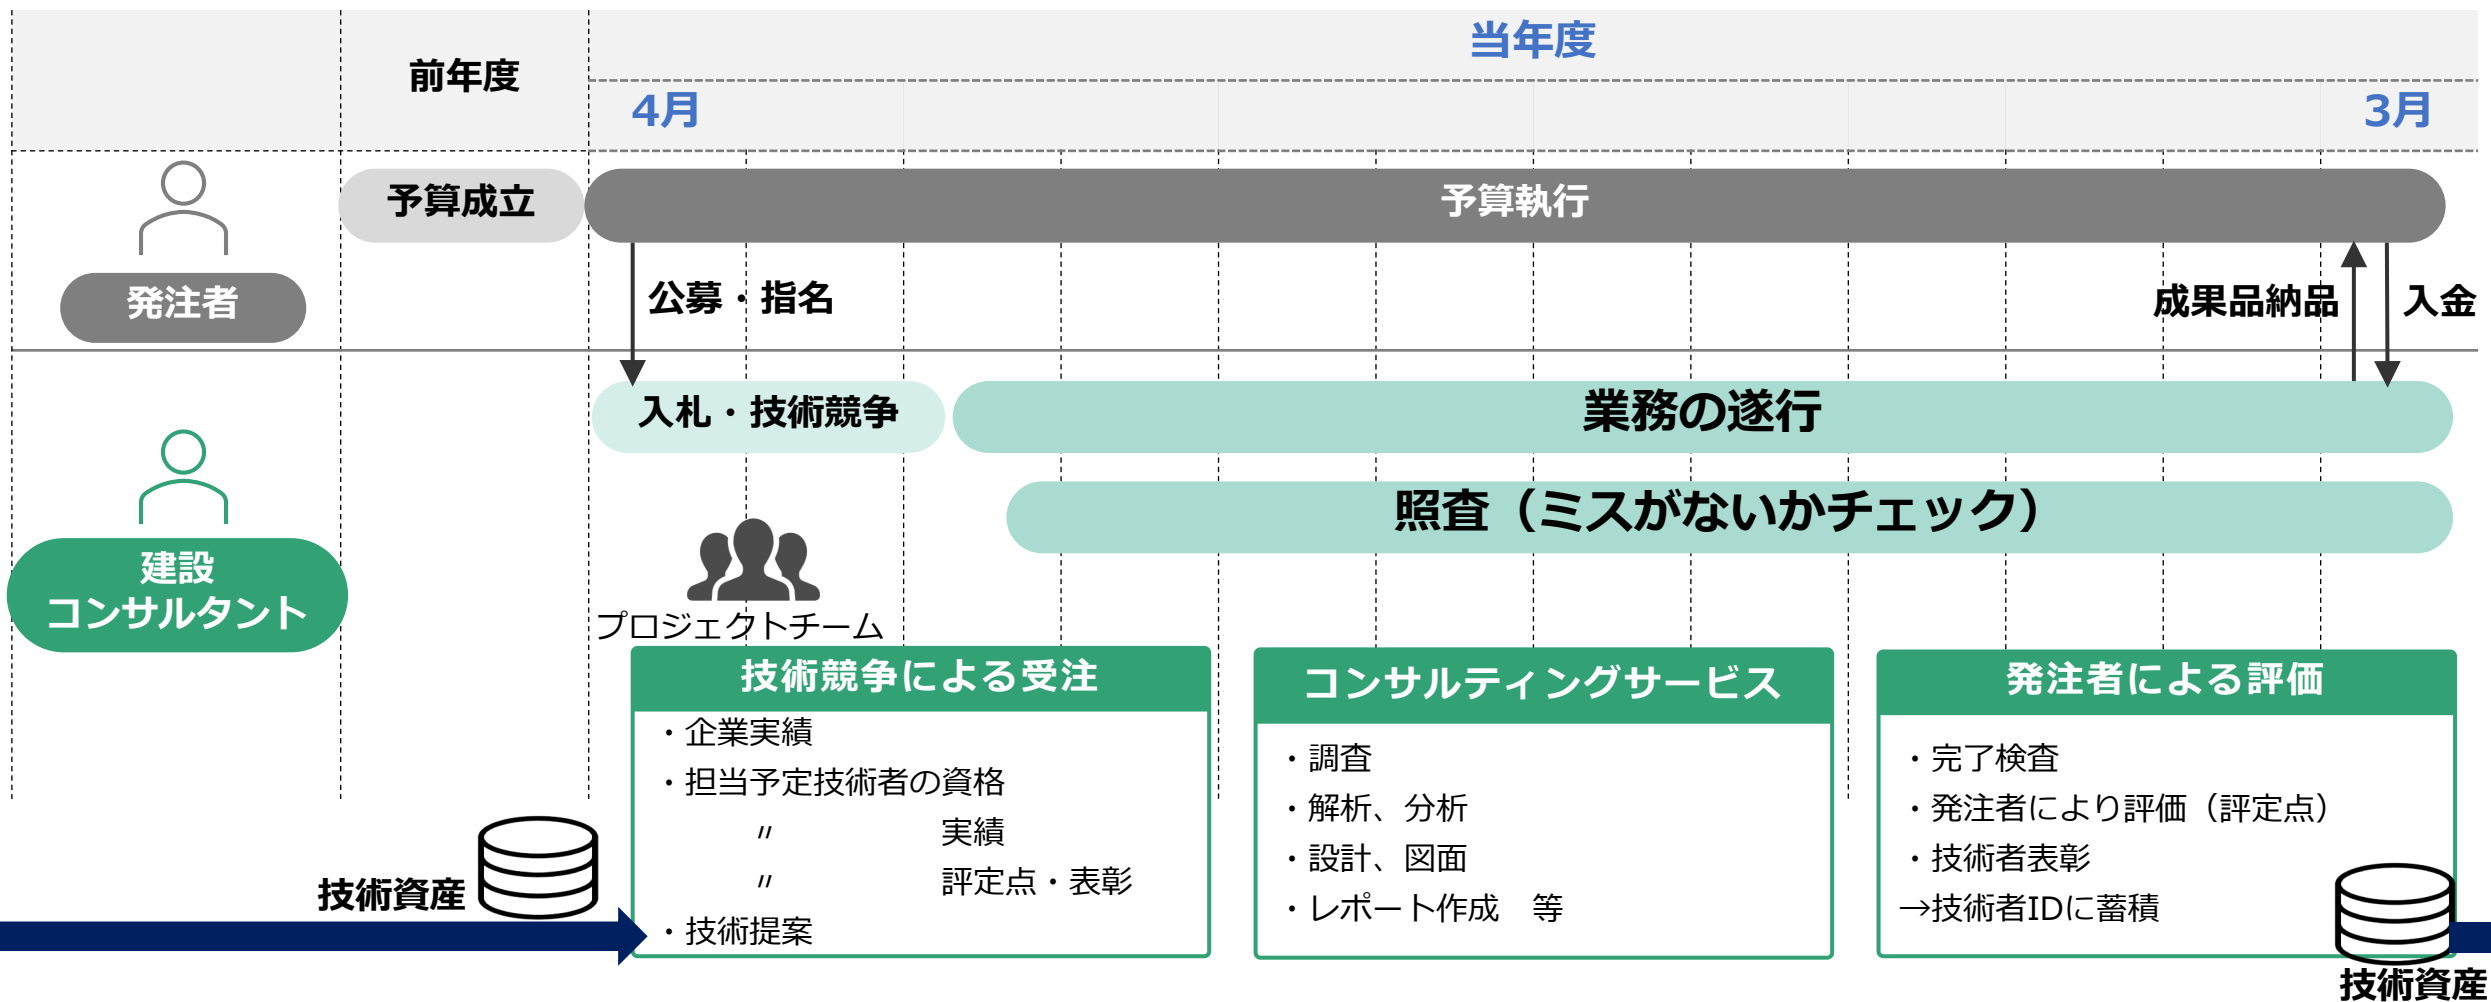 前年度
当年度
4月
3月
予算成立
予算執行
発注者
公募・指名
成果品納品
入金
入札・技術競争
業務の遂行
照査（ミスがないかチェック）
建設
コンサルタント
プロジェクトチーム
技術競争による受注
・企業実績
・担当予定技術者の資格
〃　実績
〃　評定点・表彰
・技術提案
コンサルティングサービス
・調査
・解析、分析
・設計、図面
・レポート作成　等
発注者による評価
・完了検査
・発注者により評価（評定点）
・技術者表彰
→技術者IDに蓄積
技術資産
技術資産